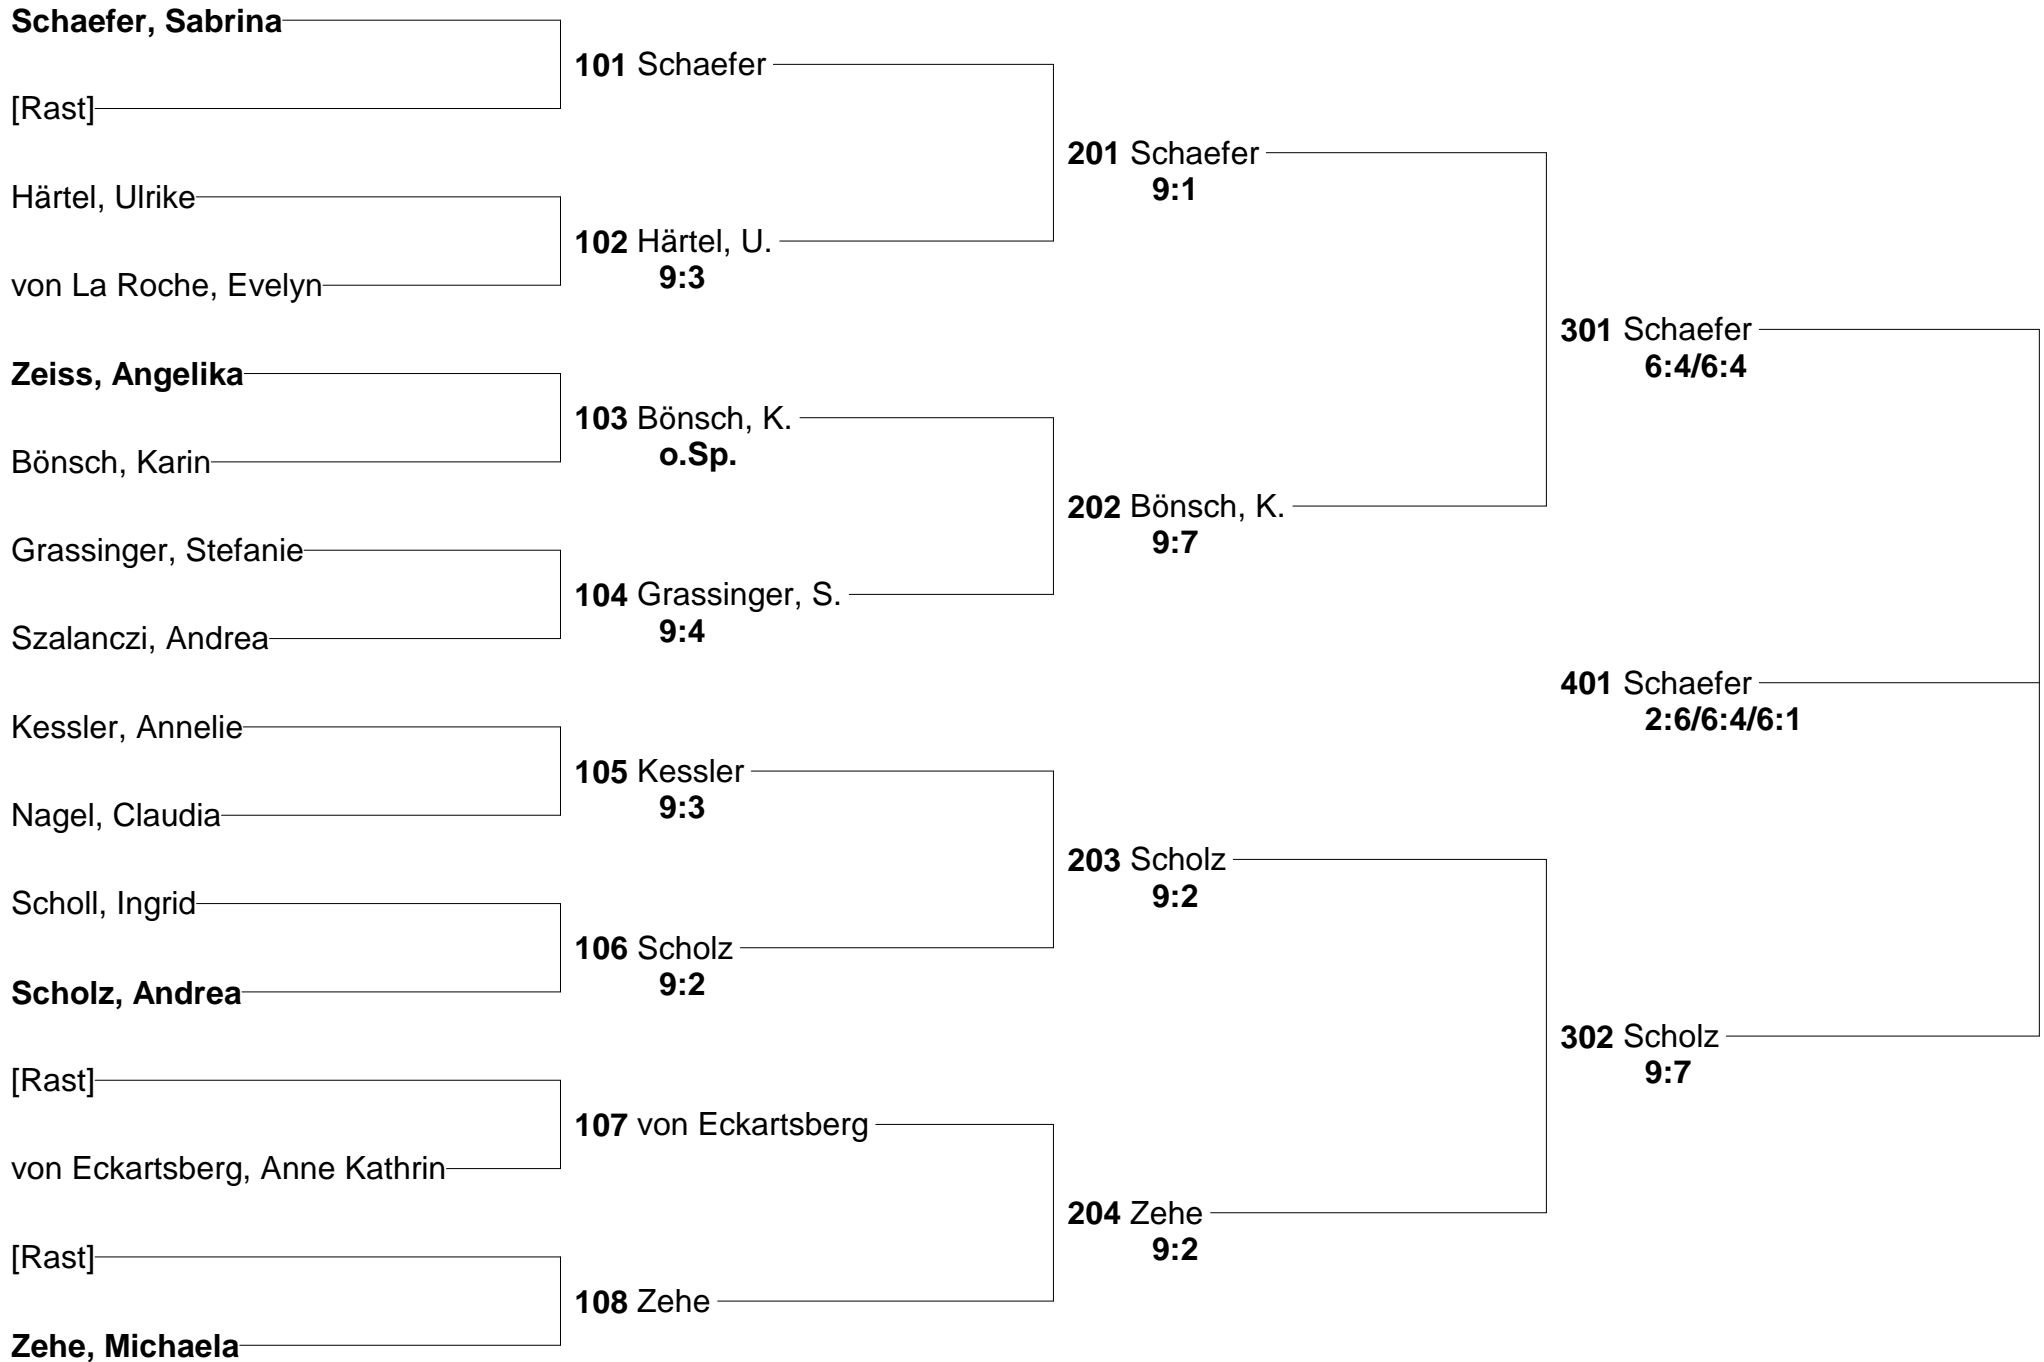 Schaefer, Sabrina
[Rast]
Härtel, Ulrike
von La Roche, Evelyn
Zeiss, Angelika
Bönsch, Karin
Grassinger, Stefanie
Szalanczi, Andrea
Kessler, Annelie
Nagel, Claudia
Scholl, Ingrid
Scholz, Andrea
[Rast]
von Eckartsberg, Anne Kathrin
[Rast]
Zehe, Michaela
101 Schaefer
102 Härtel, U.
9:3
103 Bönsch, K.
o.Sp.
104 Grassinger, S.
9:4
105 Kessler
9:3
106 Scholz
9:2
107 von Eckartsberg
108 Zehe
201 Schaefer
9:1
202 Bönsch, K.
9:7
203 Scholz
9:2
204 Zehe
9:2
301 Schaefer
6:4/6:4
401 Schaefer
2:6/6:4/6:1
302 Scholz
9:7